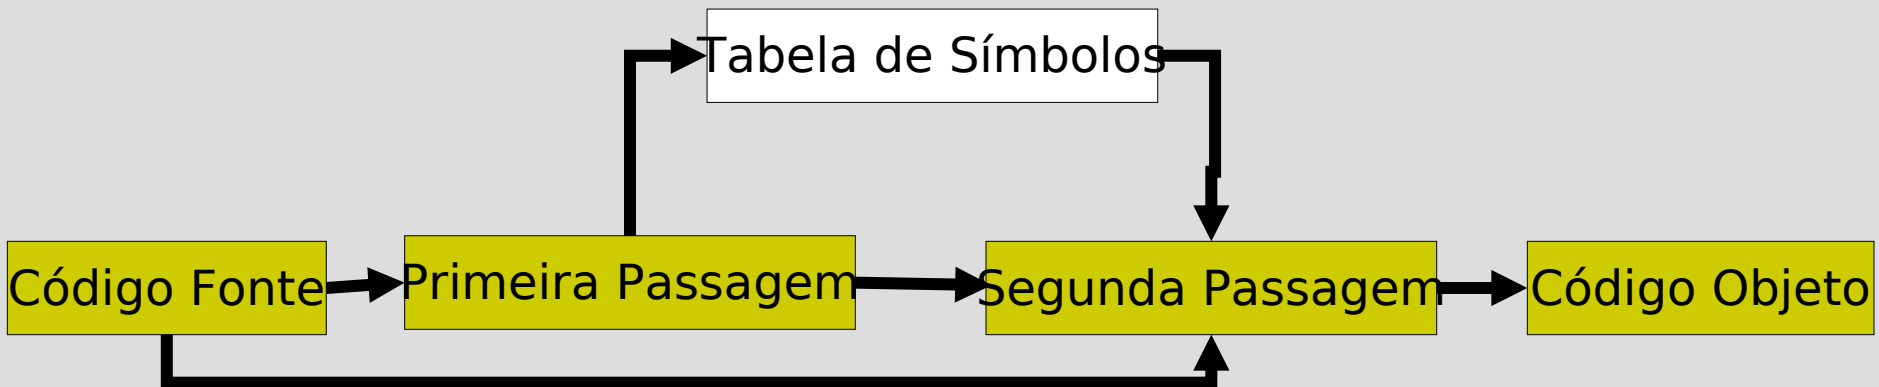 Tabela de Símbolos
Código Fonte
Primeira Passagem
Segunda Passagem
Código Objeto